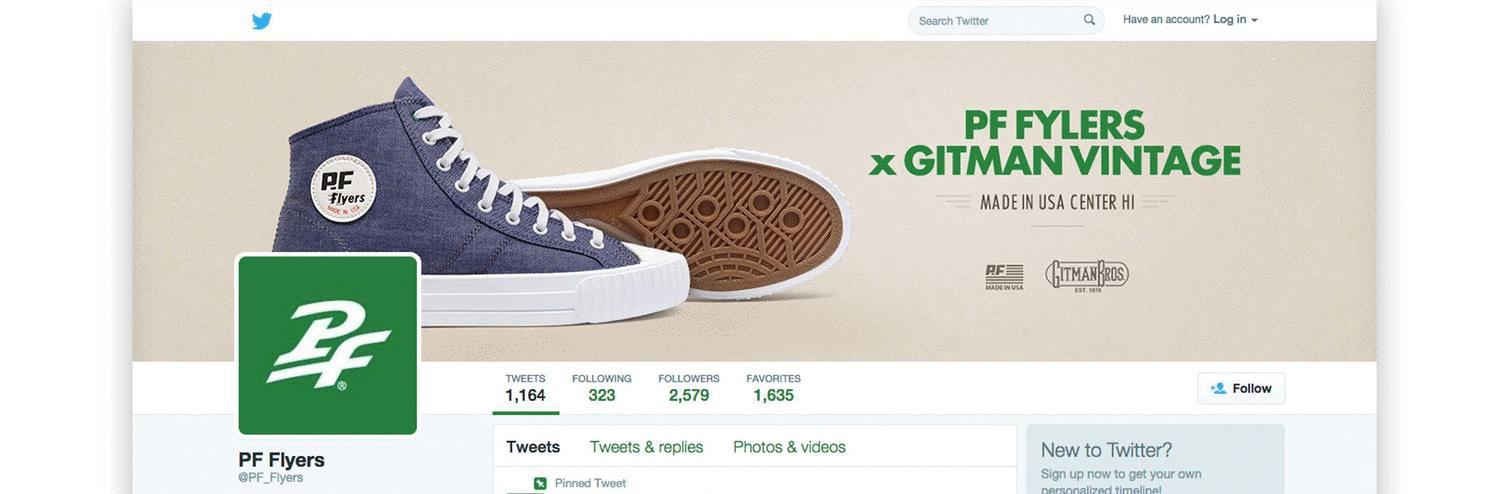 Search Twitter
Have an account? Log in
PF FYLERS
x GITMAN VINTAGE
MADE IN USA CENTER HI
PF flyers
MADE IN USA
PF
MADE IN USA
GITMAN BROS.
EST. 1978
PF®
TWEETS FOLLOWING FOLLOWERS FAVORITES
1,164 323 2,579 1,635
Follow
PF Flyers
@PF_Flyers
Tweets Tweets & replies Photos & videos
Pinned Tweet
New to Twitter?
Sign up now to get your own
personalized timeline!